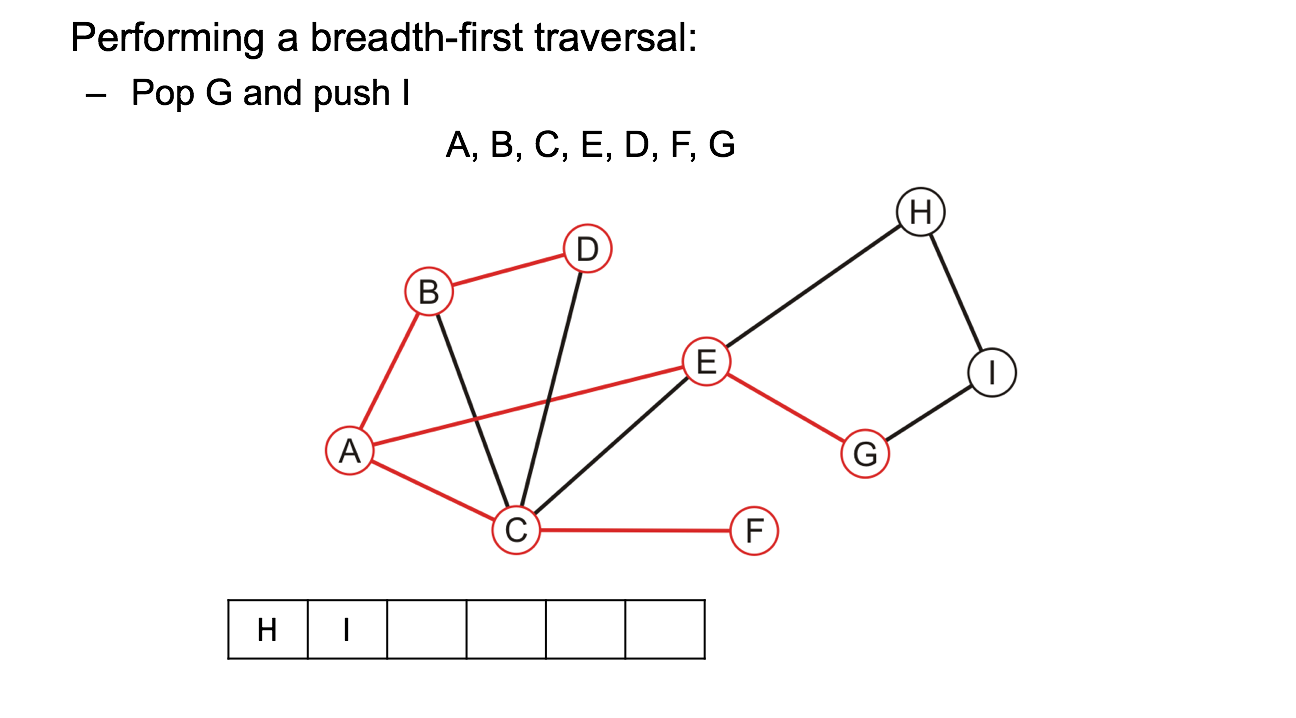 Performing a breadth-first traversal:
– Pop G and push I
A, B, C, E, D, F, G
H
D
B
E
I
A
G
C
F
H I